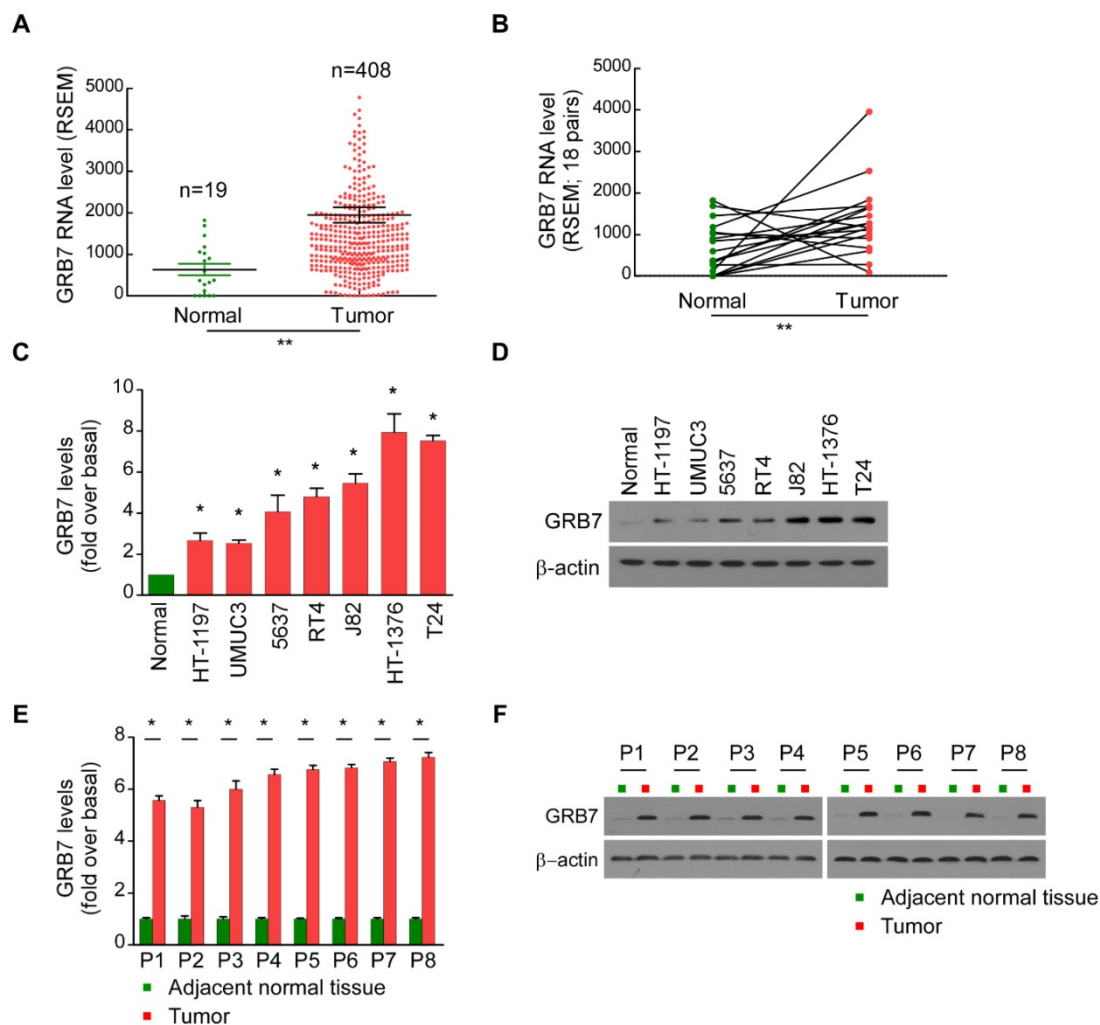 A
GRB7 RNA level (RSEM)
5000
4000
3000
2000
1000
0
n=19
n=408
Normal
Tumor
**
B
GRB7 RNA level
(RSEM; 18 pairs)
5000
4000
3000
2000
1000
0
Normal
Tumor
**
C
GRB7 levels
(fold over basal)
10
8
6
4
2
0
* * * * * * *
Normal
HT-1197
UMUC3
5637
RT4
J82
HT-1376
T24
D
Normal
HT-1197
UMUC3
5637
RT4
J82
HT-1376
T24
GRB7
β-actin
E
GRB7 levels
(fold over basal)
8
6
4
2
0
* * * * * * * *
P1 P2 P3 P4 P5 P6 P7 P8
Adjacent normal tissue
Tumor
F
P1 P2 P3 P4 P5 P6 P7 P8
GRB7
β−actin
Adjacent normal tissue
Tumor